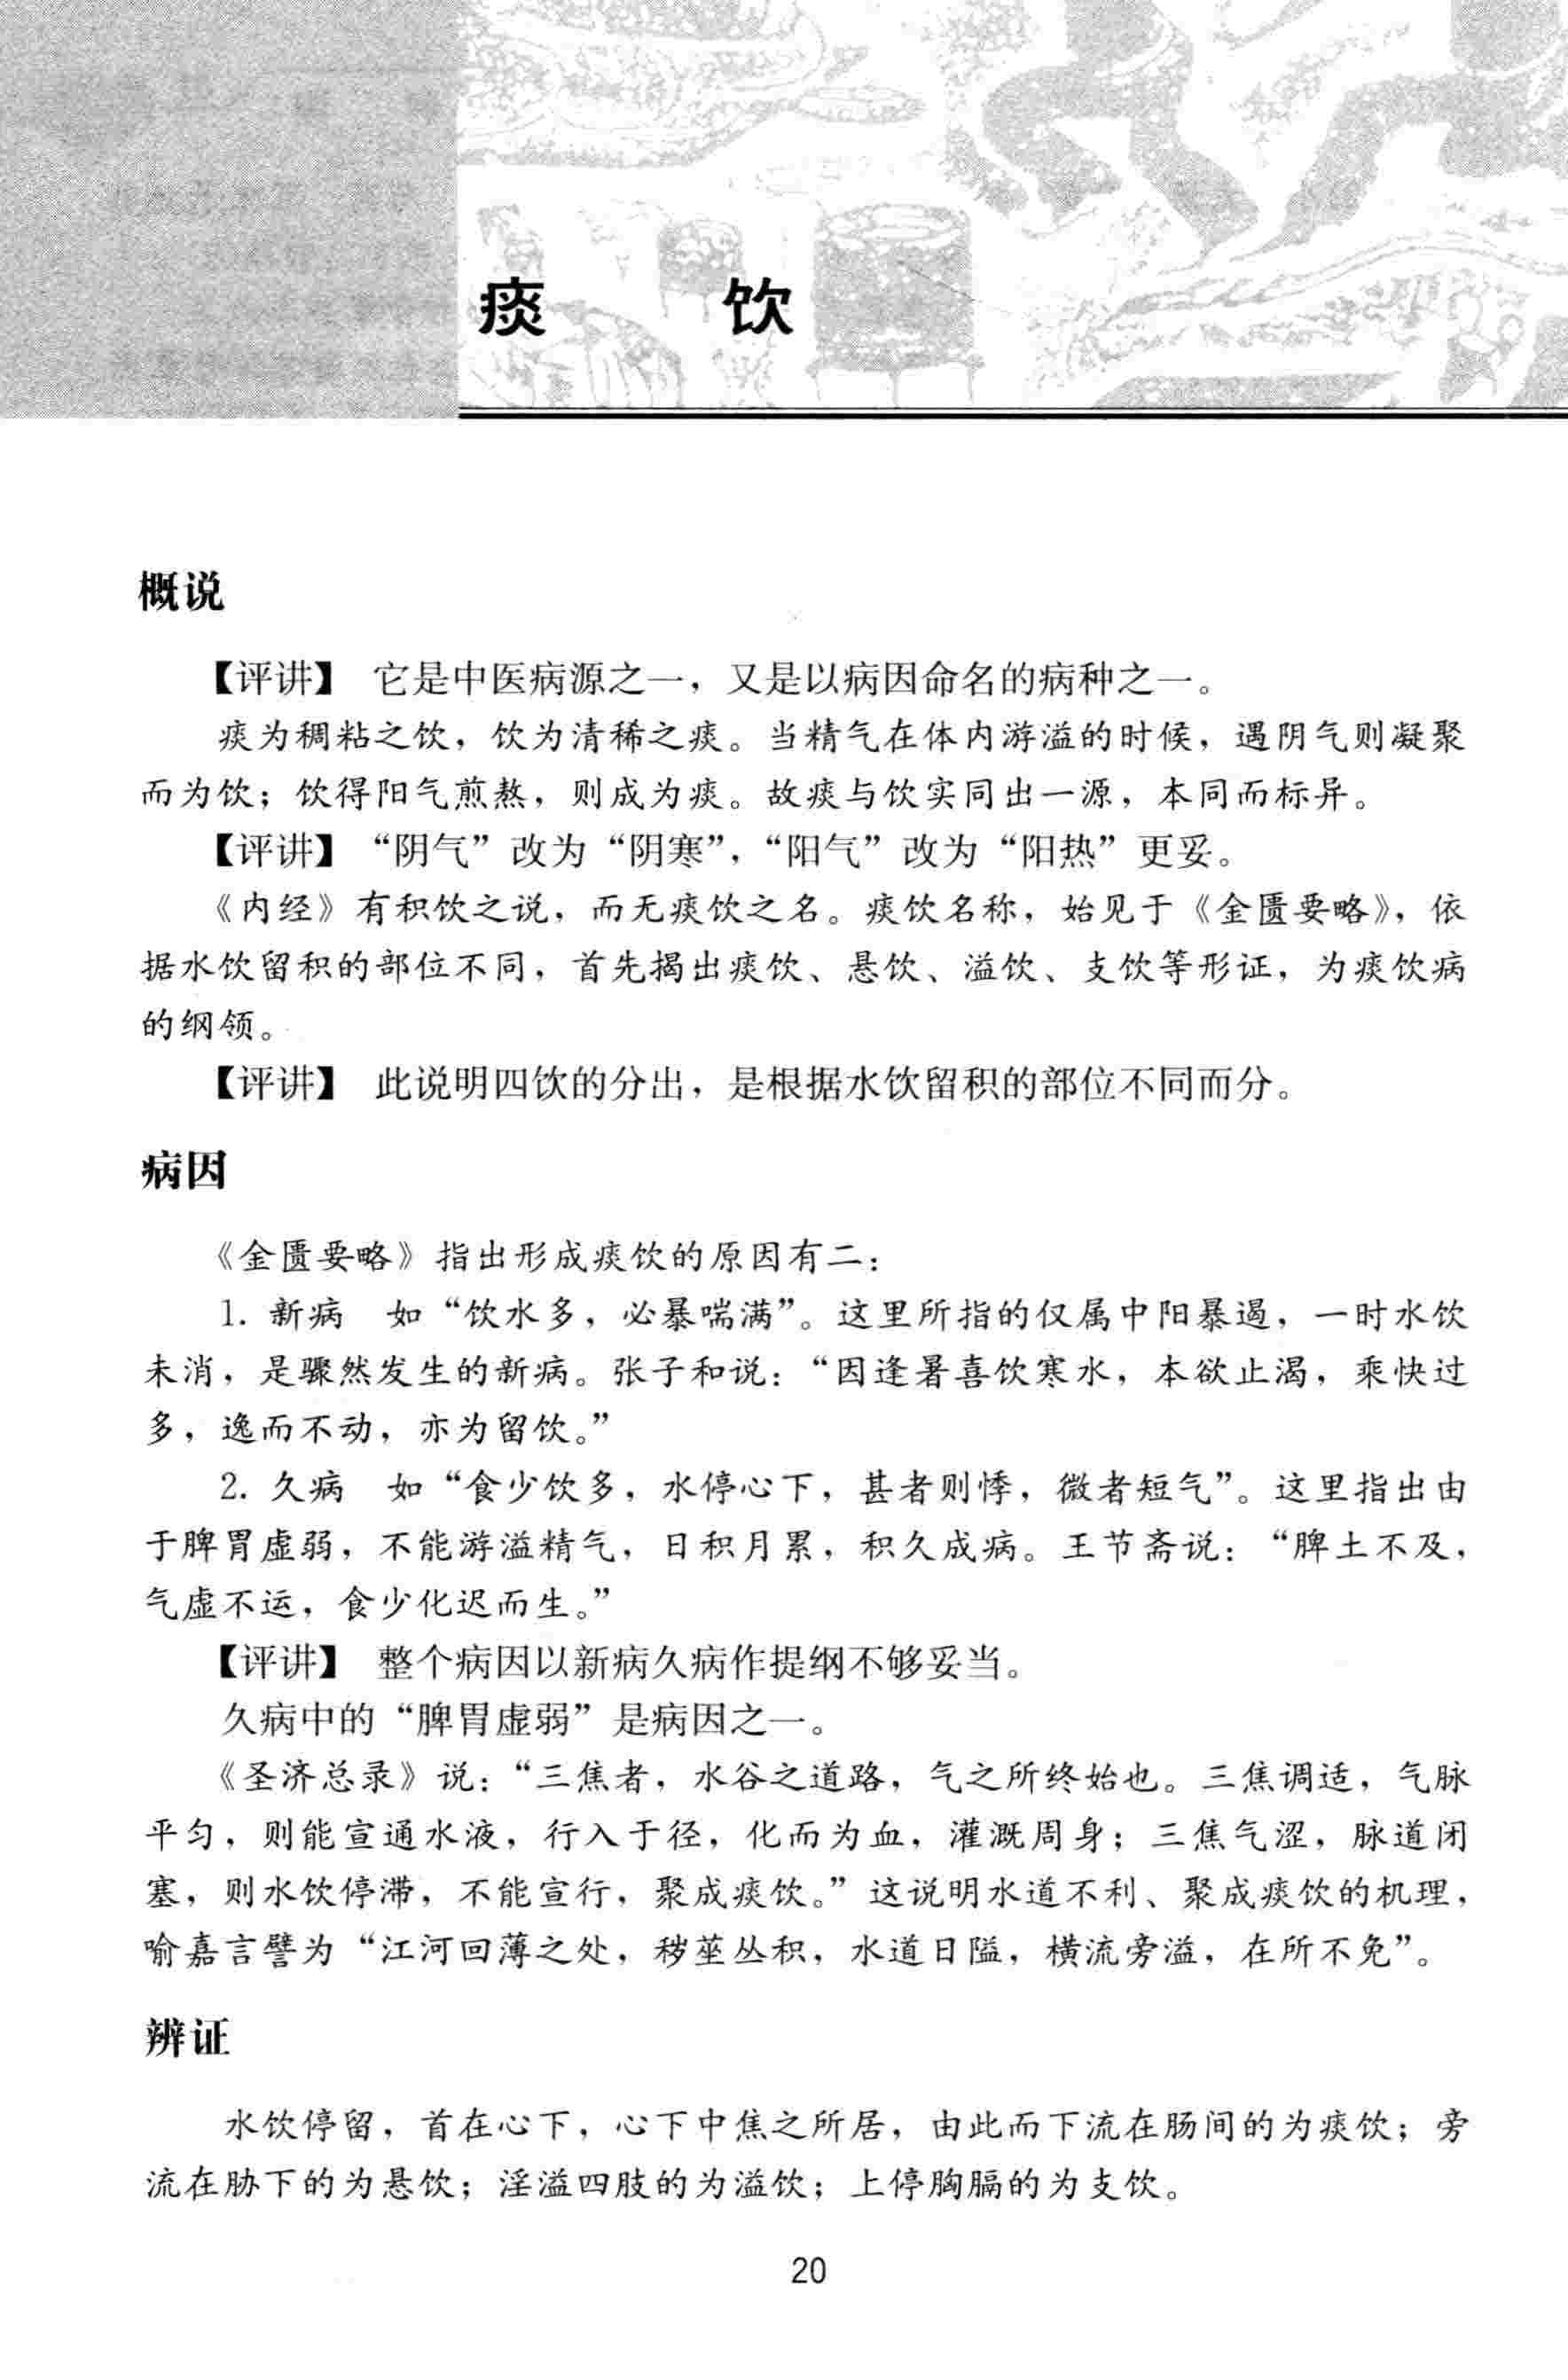 痰 饮
概说
【评讲】 它是中医病源之一，又是以病因命名的病种之一。
痰为稠粘之饮，饮为清稀之痰。当精气在体内游溢的时候，遇阴气则凝聚
而为饮；饮得阳气煎熬，则成为痰。故痰与饮实同出一源，本同而标异。
【评讲】 “阴气”改为“阴寒”，“阳气”改为“阳热”更妥。
《内经》有积饮之说，而无痰饮之名。痰饮名称，始见于《金匮要略》，依
据水饮留积的部位不同，首先揭出痰饮、悬饮、溢饮、支饮等形证，为痰饮病
的纲领。
【评讲】 此说明四饮的分出，是根据水饮留积的部位不同而分。
病因
《金匮要略》指出形成痰饮的原因有二：
1. 新病 如“饮水多，必暴喘满”。这里所指的仅属中阳暴遏，一时水饮
未消，是骤然发生的新病。张子和说：“因逢暑喜饮寒水，本欲止渴，乘快过
多，逸而不动，亦为留饮。”
2. 久病 如“食少饮多，水停心下，甚者则悸，微者短气”。这里指出由
于脾胃虚弱，不能游溢精气，日积月累，积久成病。王节斋说：“脾土不及，
气虚不运，食少化迟而生。”
【评讲】 整个病因以新病久病作提纲不够妥当。
久病中的“脾胃虚弱”是病因之一。
《圣济总录》说：“三焦者，水谷之道路，气之所终始也。三焦调适，气脉
平匀，则能宣通水液，行入于径，化而为血，灌溉周身；三焦气涩，脉道闭
塞，则水饮停滞，不能宣行，聚成痰饮。”这说明水道不利、聚成痰饮的机理，
喻嘉言譬为“江河回薄之处，秽莝丛积，水道日隘，横流旁溢，在所不免”。
辨证
水饮停留，首在心下，心下中焦之所居，由此而下流在肠间的为痰饮；旁
流在胁下的为悬饮；淫溢四肢的为溢饮；上停胸膈的为支饮。
20